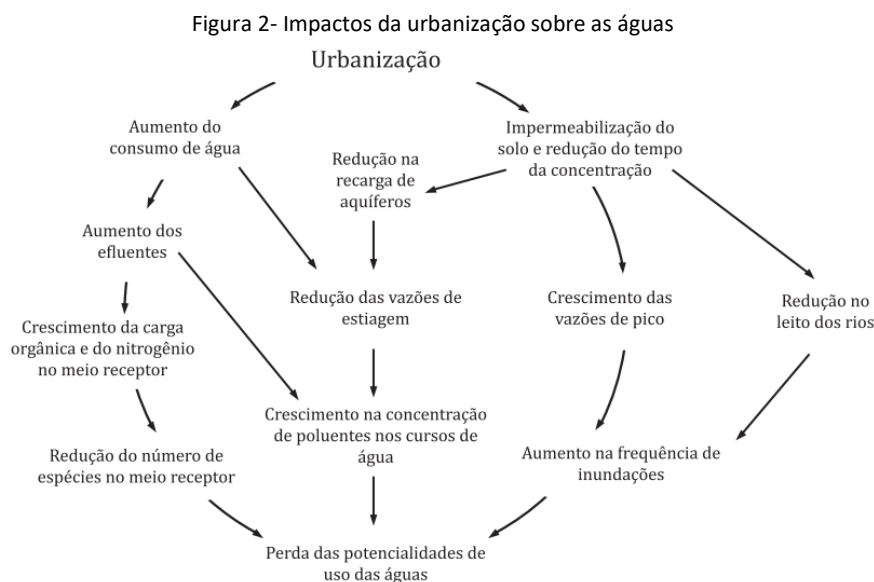 Figura 2- Impactos da urbanização sobre as águas
Urbanização
Aumento do
consumo de água
Impermeabilização do
solo e redução do tempo
da concentração
Redução na
recarga de
aquíferos
Aumento dos
efluentes
Redução das vazões de
estiagem
Crescimento das
vazões de pico
Redução no
leito dos rios
Crescimento da carga
orgânica e do nitrogênio
no meio receptor
Crescimento na concentração
de poluentes nos cursos de
água
Redução do número de
espécies no meio receptor
Aumento na frequência de
inundações
Perda das potencialidades de
uso das águas